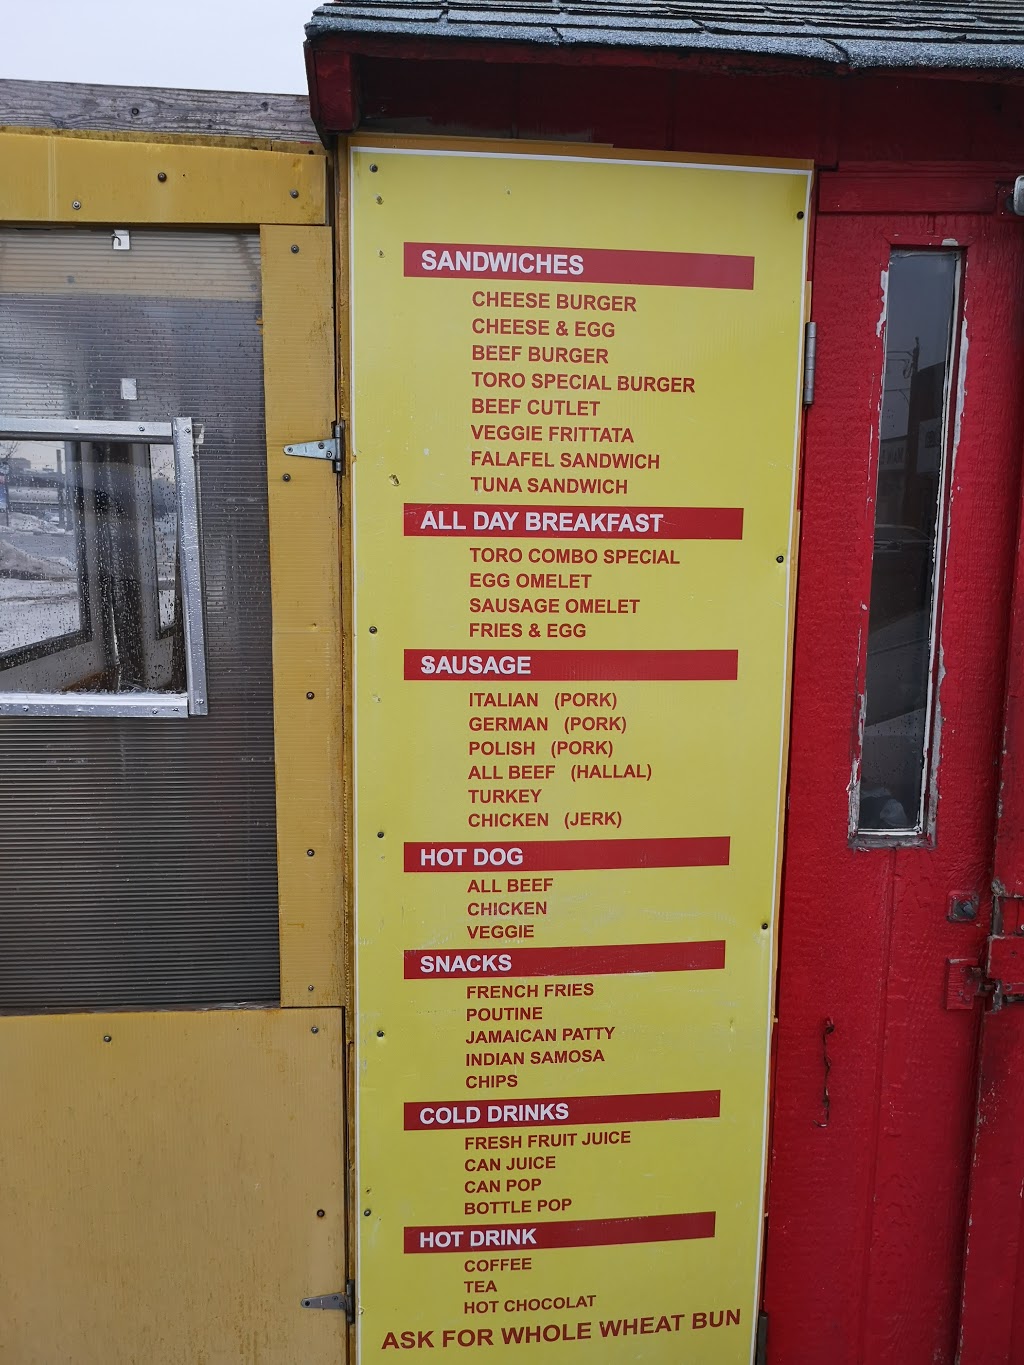 SANDWICHES
CHEESE BURGER
CHEESE & EGG
BEEF BURGER
TORO SPECIAL BURGER
BEEF CUTLET
VEGGIE FRITTATA
FALAFEL SANDWICH
TUNA SANDWICH
ALL DAY BREAKFAST
TORO COMBO SPECIAL
EGG OMELET
SAUSAGE OMELET
FRIES & EGG
SAUSAGE
ITALIAN (PORK)
GERMAN (PORK)
POLISH (PORK)
ALL BEEF (HALLAL)
TURKEY
CHICKEN (JERK)
HOT DOG
ALL BEEF
CHICKEN
VEGGIE
SNACKS
FRENCH FRIES
POUTINE
JAMAICAN PATTY
INDIAN SAMOSA
CHIPS
COLD DRINKS
FRESH FRUIT JUICE
CAN JUICE
CAN POP
BOTTLE POP
HOT DRINK
COFFEE
TEA
HOT CHOCOLAT
ASK FOR WHOLE WHEAT BUN